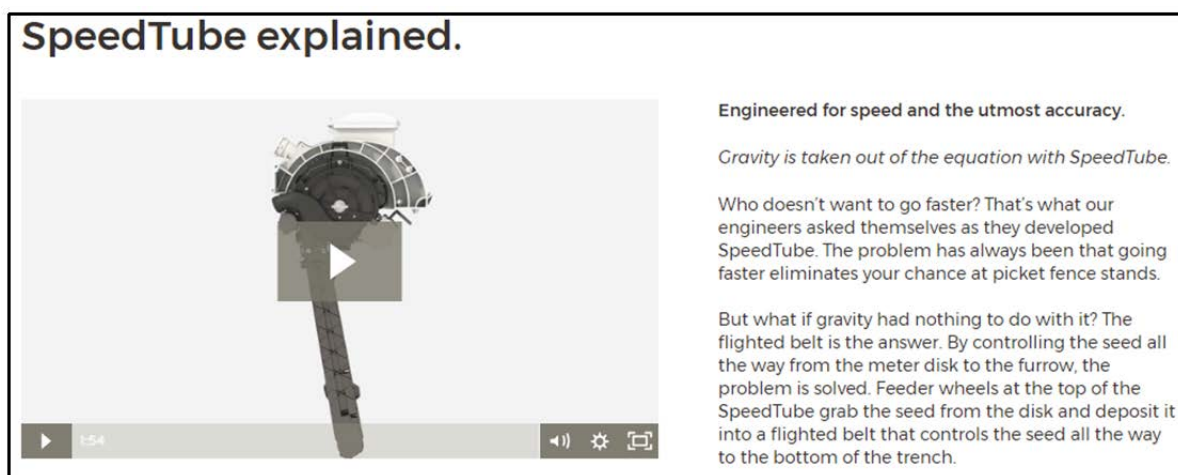 SpeedTube explained.
1:54
Engineered for speed and the utmost accuracy.
Gravity is taken out of the equation with SpeedTube.
Who doesn’t want to go faster? That’s what our
engineers asked themselves as they developed
SpeedTube. The problem has always been that going
faster eliminates your chance at picket fence stands.
But what if gravity had nothing to do with it? The
flighted belt is the answer. By controlling the seed all
the way from the meter disk to the furrow, the
problem is solved. Feeder wheels at the top of the
SpeedTube grab the seed from the disk and deposit it
into a flighted belt that controls the seed all the way
to the bottom of the trench.